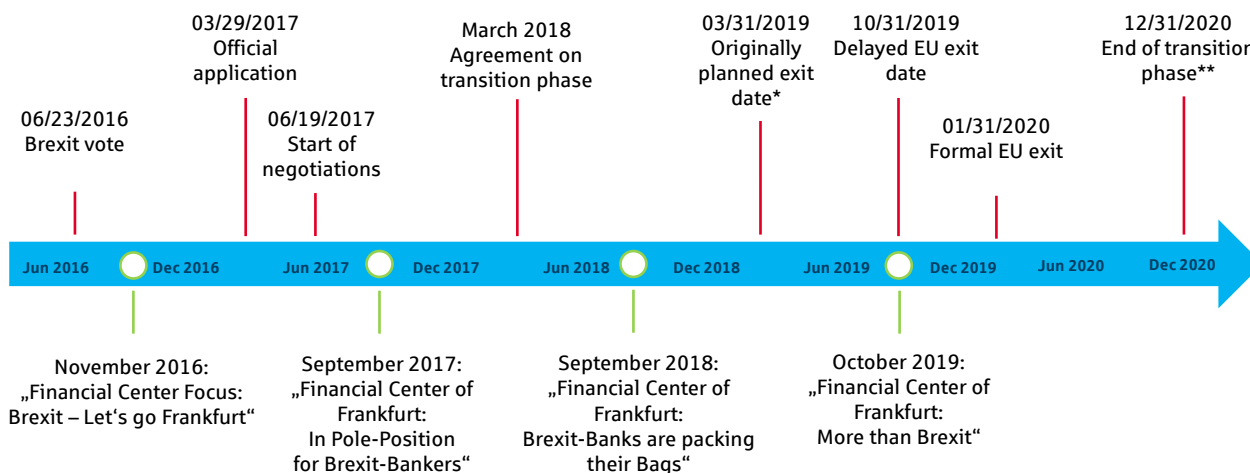 03/29/2017
Official
application
March 2018
Agreement on
transition phase
03/31/2019
Originally
planned exit
date*
10/31/2019
Delayed EU exit
date
12/31/2020
End of transition
phase**
06/23/2016
Brexit vote
06/19/2017
Start of
negotiations
01/31/2020
Formal EU exit
Jun 2016 Dec 2016 Jun 2017 Dec 2017 Jun 2018 Dec 2018 Jun 2019 Dec 2019 Jun 2020 Dec 2020
November 2016:
„Financial Center Focus:
Brexit – Let‘s go Frankfurt“
September 2017:
„Financial Center of
Frankfurt:
In Pole-Position
for Brexit-Bankers“
September 2018:
„Financial Center of
Frankfurt:
Brexit-Banks are packing
their Bags“
October 2019:
„Financial Center of
Frankfurt:
More than Brexit“